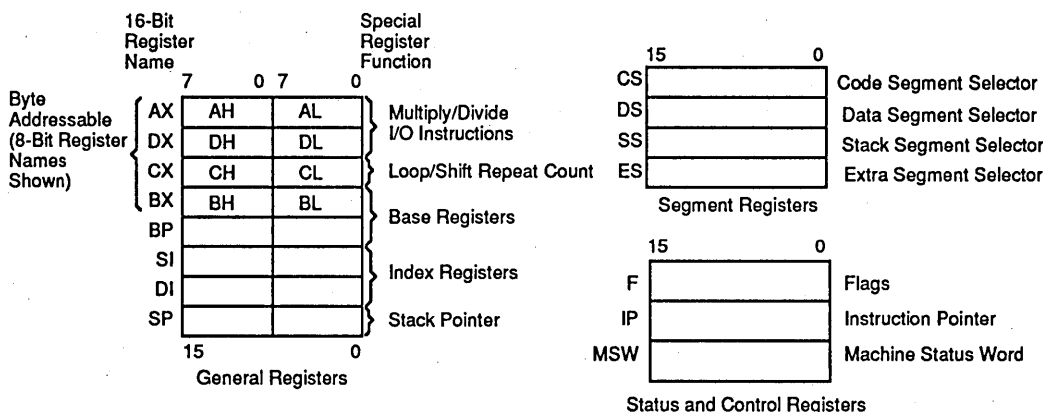 16-Bit
Register
Name
Special
Register
Function
7 0 7 0
Byte
Addressable
(8-Bit Register
Names
Shown)
AX AH AL
DX DH DL
CX CH CL
BX BH BL
BP
SI
DI
SP
Multiply/Divide
I/O Instructions
Loop/Shift Repeat Count
Base Registers
Index Registers
Stack Pointer
15 0
General Registers
15 0
CS Code Segment Selector
DS Data Segment Selector
SS Stack Segment Selector
ES Extra Segment Selector
Segment Registers
15 0
F Flags
IP Instruction Pointer
MSW Machine Status Word
Status and Control Registers